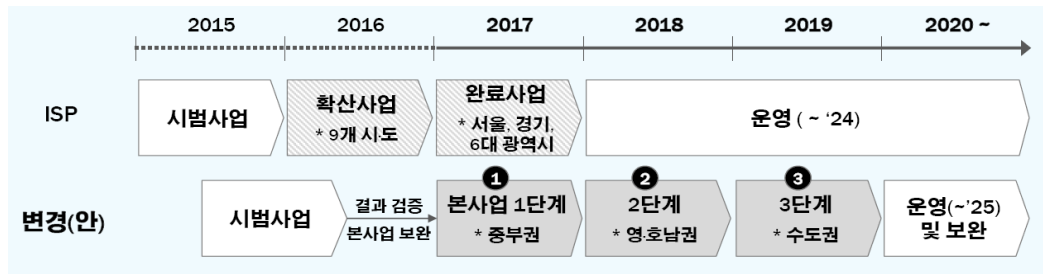 2015 2016 2017 2018 2019 2020 ~
ISP
시범사업
확산사업
* 9개 시·도
완료사업
* 서울, 경기,
6대 광역시
운영 ( ~ ‘24)
변경(안)
시범사업
결과 검증
본사업 보완
1
본사업 1단계
* 중부권
2
2단계
* 영·호남권
3
3단계
* 수도권
운영(~’25)
및 보완